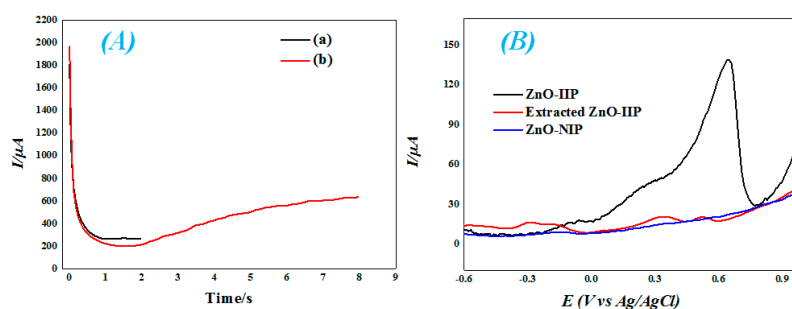 (A)
(a)
(b)
I/μA
2200
2000
1800
1600
1400
1200
1000
800
600
400
200
0
0 1 2 3 4 5 6 7 8 9
Time/s
(B)
ZnO-IIP
Extracted ZnO-IIP
ZnO-NIP
I/μA
150
120
90
60
30
0
-0.6 -0.3 0.0 0.3 0.6 0.9
E (V vs Ag/AgCl)